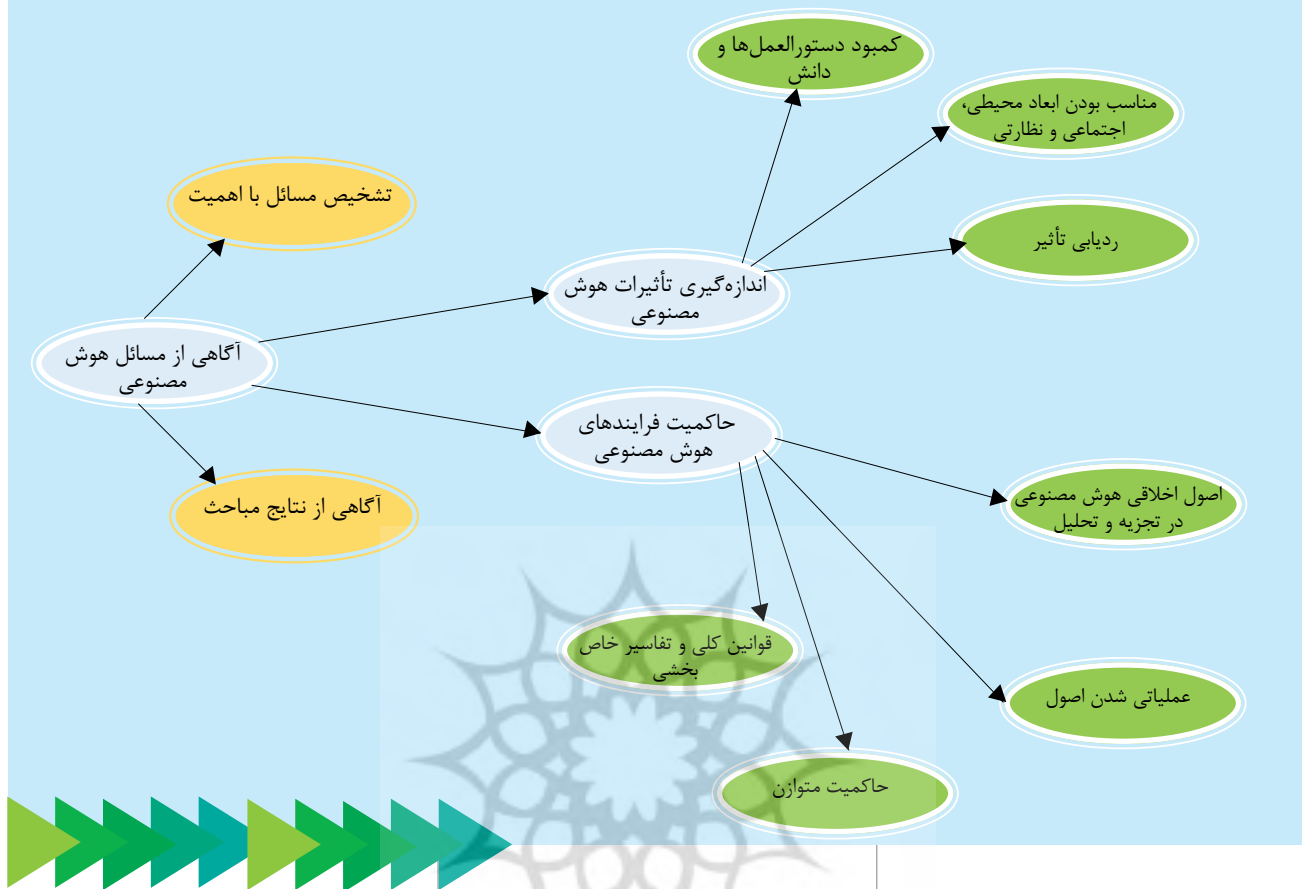 کمبود دستورالعمل‌ها و
دانش
مناسب بودن ابعاد محیطی،
اجتماعی و نظارتی
تشخیص مسائل با اهمیت
ردیابی تأثیر
اندازه‌گیری تأثیرات هوش
مصنوعی
آگاهی از مسائل هوش
مصنوعی
حاکمیت فرایندهای
هوش مصنوعی
آگاهی از نتایج مباحث
اصول اخلاقی هوش مصنوعی
در تجزیه و تحلیل
قوانین کلی و تفاسیر خاص
بخشی
عملیاتی شدن اصول
حاکمیت متوازن